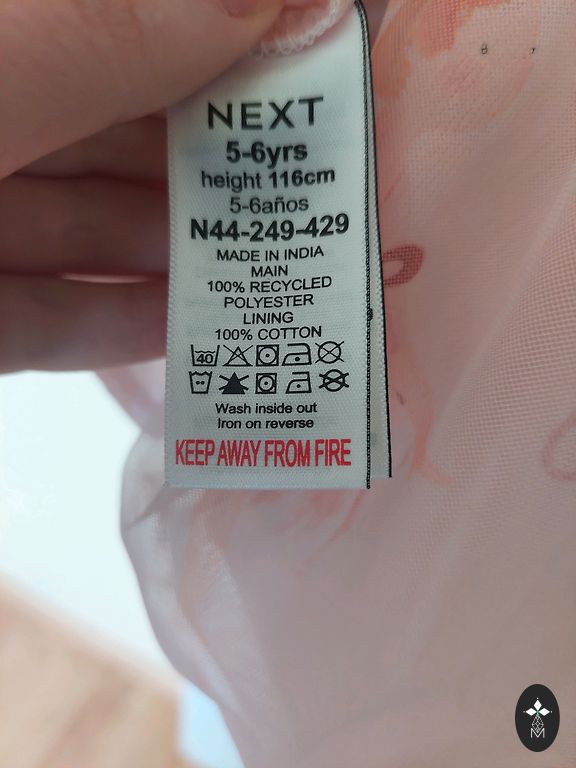 NEXT
5-6yrs
height 116cm
5-6años
N44-249-429
MADE IN INDIA
MAIN
100% RECYCLED
POLYESTER
LINING
100% COTTON
40
Wash inside out
Iron on reverse
KEEP AWAY FROM FIRE
M